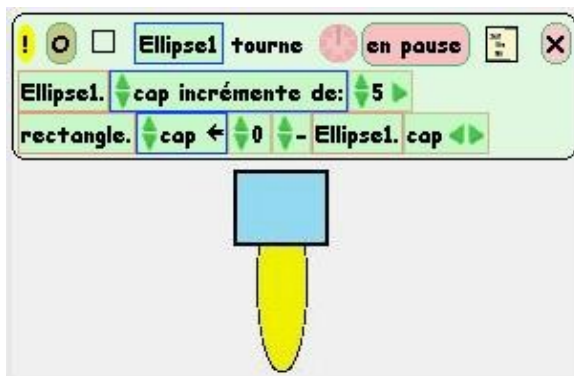 ! O Ellipse1 tourne en pause X
Ellipse1. cap incrémente de: 5
rectangle. cap ← 0 - Ellipse1. cap